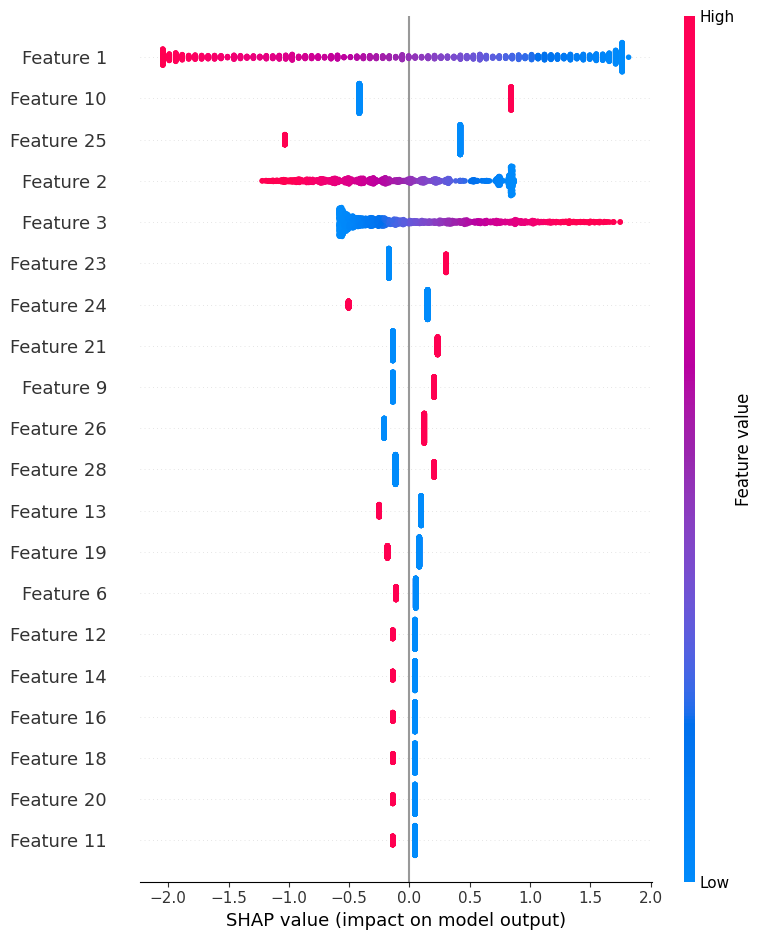 High
Feature 1
Feature 10
Feature 25
Feature 2
Feature 3
Feature 23
Feature 24
Feature 21
Feature 9
Feature 26
Feature 28
Feature 13
Feature 19
Feature 6
Feature 12
Feature 14
Feature 16
Feature 18
Feature 20
Feature 11
Feature value
Low
−2.0 −1.5 −1.0 −0.5 0.0 0.5 1.0 1.5 2.0
SHAP value (impact on model output)